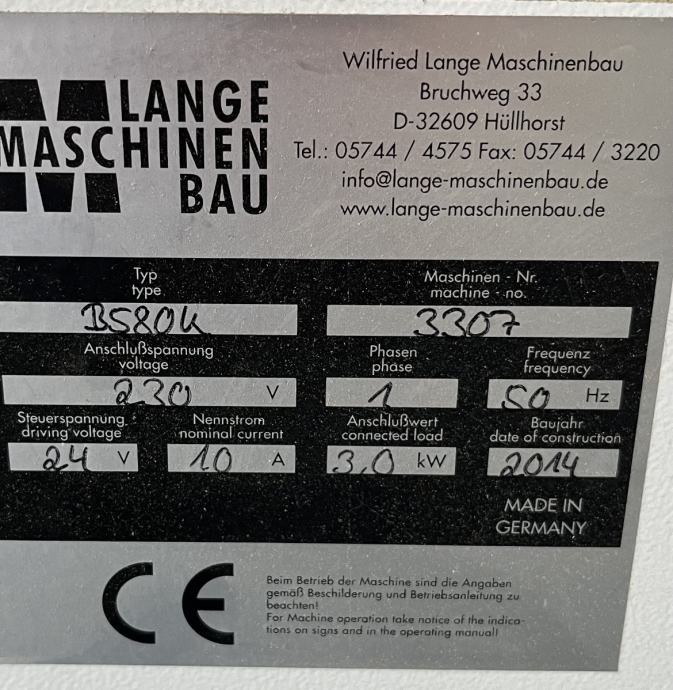 LANGE
MASCHINEN
BAU
Wilfried Lange Maschinenbau
Bruchweg 33
D-32609 Hüllhorst
Tel.: 05744 / 4575 Fax: 05744 / 3220
info@lange-maschinenbau.de
www.lange-maschinenbau.de
Typ
type
BS80K
Maschinen - Nr.
machine - no.
3307
Anschlußspannung
voltage
230 V
Phasen
phase
1
Frequenz
frequency
50 Hz
Steuerspannung
driving voltage
24 V
Nennstrom
nominal current
10 A
Anschlußwert
connected load
3,0 kW
Baujahr
date of construction
2014
MADE IN
GERMANY
CE
Beim Betrieb der Maschine sind die Angaben
gemäß Beschilderung und Betriebsanleitung zu
beachten!
For Machine operation take notice of the indica-
tions on signs and in the operating manual!